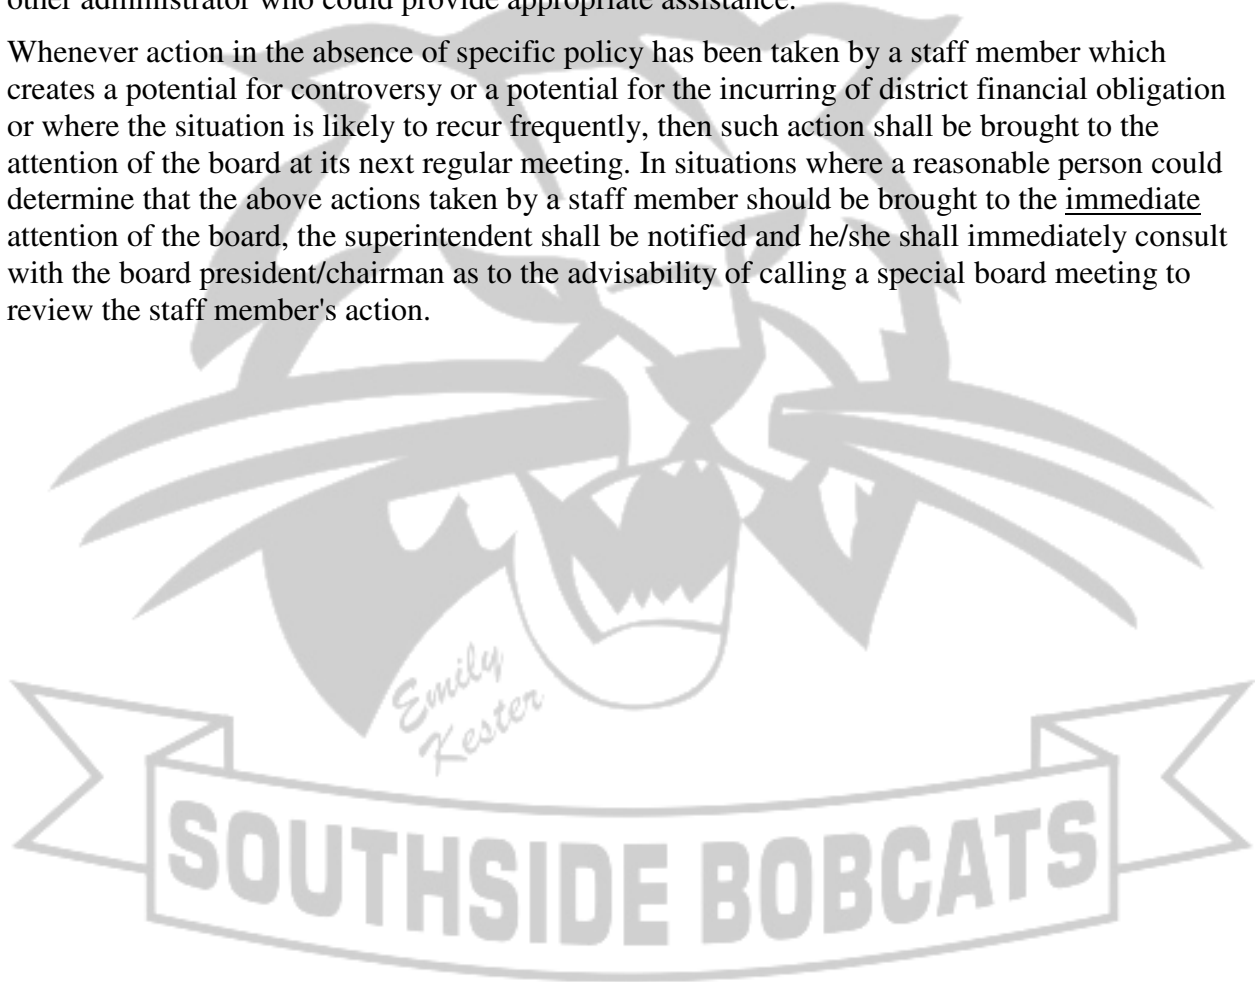 other administrator who could provide appropriate assistance.
Whenever action in the absence of specific policy has been taken by a staff member which
creates a potential for controversy or a potential for the incurring of district financial obligation
or where the situation is likely to recur frequently, then such action shall be brought to the
attention of the board at its next regular meeting. In situations where a reasonable person could
determine that the above actions taken by a staff member should be brought to the immediate
attention of the board, the superintendent shall be notified and he/she shall immediately consult
with the board president/chairman as to the advisability of calling a special board meeting to
review the staff member's action.
Emily
Kester
SOUTHSIDE BOBCATS